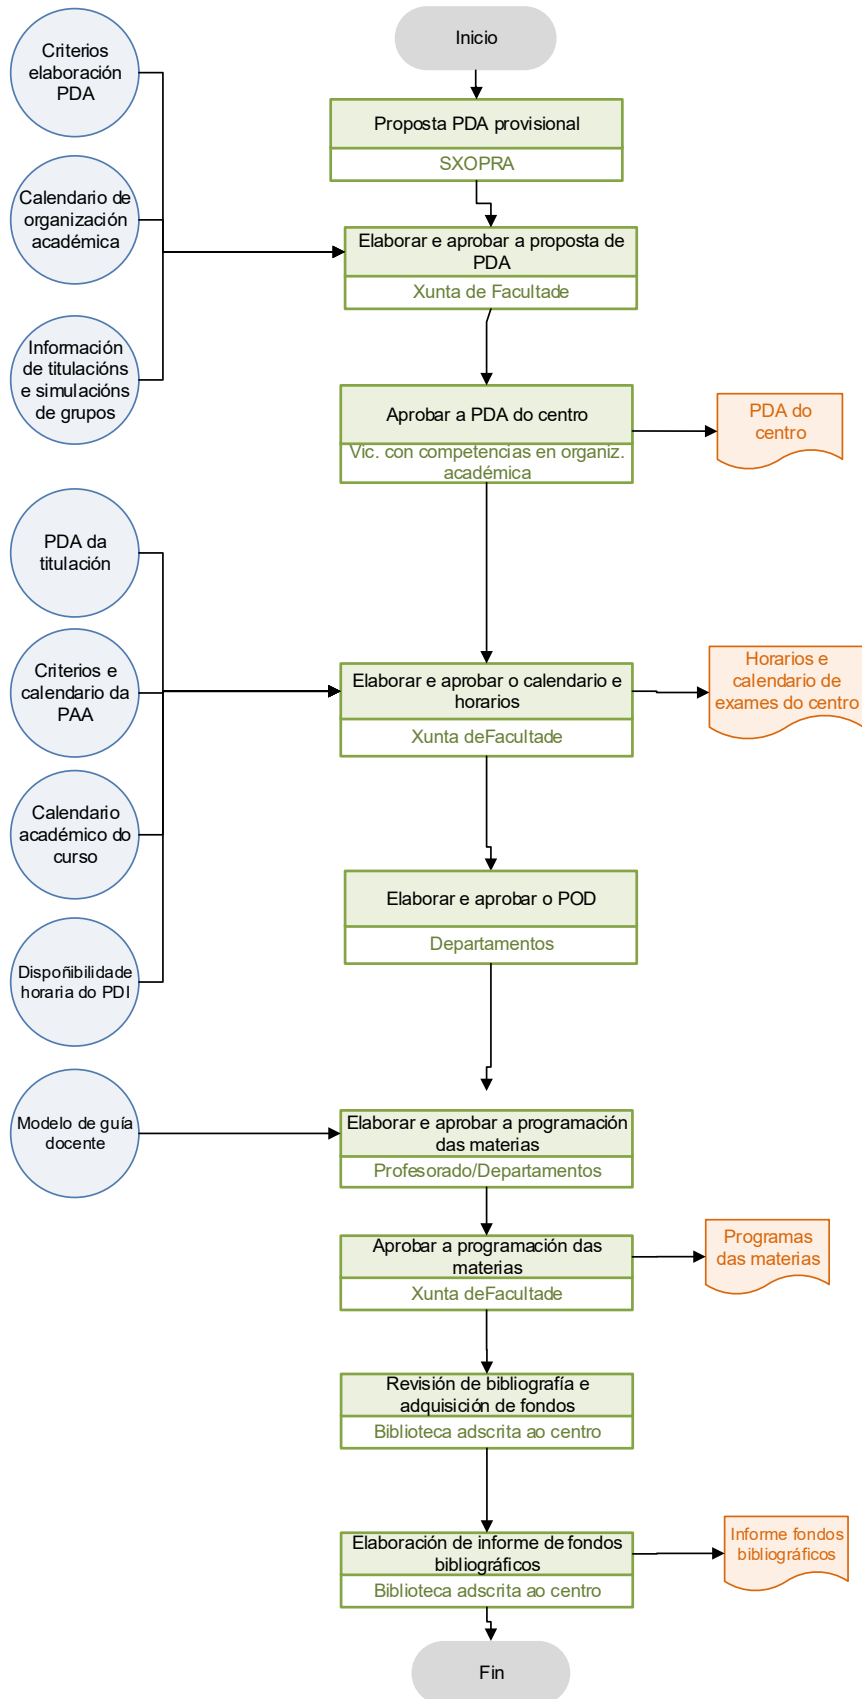 Inicio
Criterios
elaboración
PDA
Proposta PDA provisional
SXOPRA
Calendario de
organización
académica
Elaborar e aprobar a proposta de
PDA
Xunta de Facultade
Información
de titulacións
e simulacións
de grupos
Aprobar a PDA do centro
Vic. con competencias en organiz.
académica
PDA do
centro
PDA da
titulación
Criterios e
calendario da
PAA
Elaborar e aprobar o calendario e
horarios
Xunta deFacultade
Horarios e
calendario de
exames do centro
Calendario
académico do
curso
Elaborar e aprobar o POD
Departamentos
Dispoñibilidade
horaria do PDI
Modelo de guía
docente
Elaborar e aprobar a programación
das materias
Profesorado/Departamentos
Aprobar a programación das
materias
Xunta deFacultade
Programas
das materias
Revisión de bibliografía e
adquisición de fondos
Biblioteca adscrita ao centro
Elaboración de informe de fondos
bibliográficos
Biblioteca adscrita ao centro
Informe fondos
bibliográficos
Fin